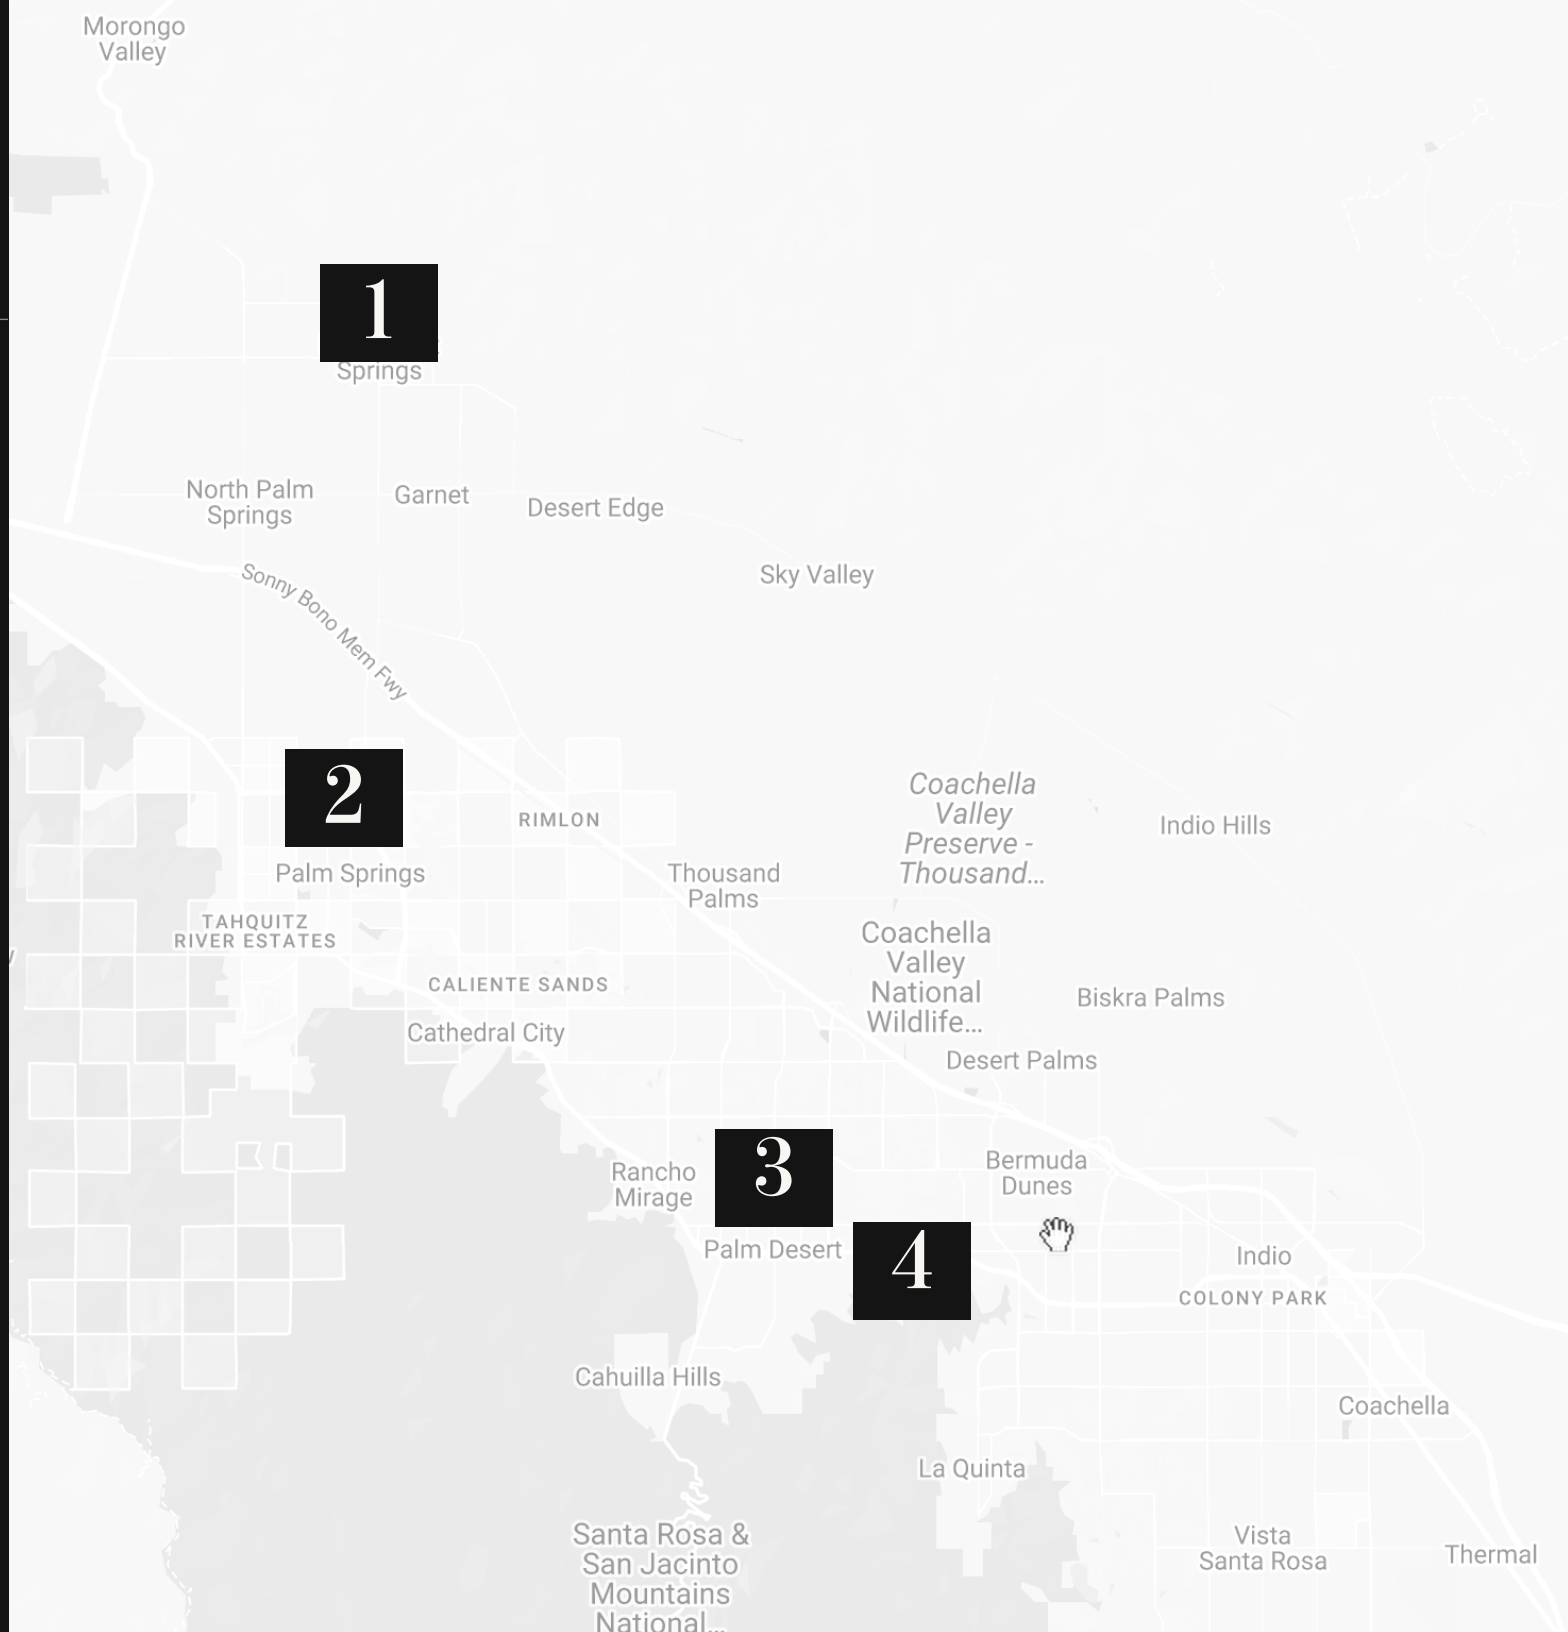 Morongo
Valley
1
Springs
North Palm
Springs
Garnet
Desert Edge
Sky Valley
Sonny Bono Mem Fwy
2
RIMLON
Palm Springs
Thousand
Palms
Coachella
Valley
Preserve -
Thousand...
Indio Hills
TAHQUITZ
RIVER ESTATES
Coachella
Valley
National
Wildlife...
CALIENTE SANDS
Biskra Palms
Cathedral City
Desert Palms
3
Rancho
Mirage
Bermuda
Dunes
Palm Desert
4
Indio
COLONY PARK
Cahuilla Hills
Coachella
La Quinta
Santa Rosa &
San Jacinto
Mountains
National...
Vista
Santa Rosa
Thermal